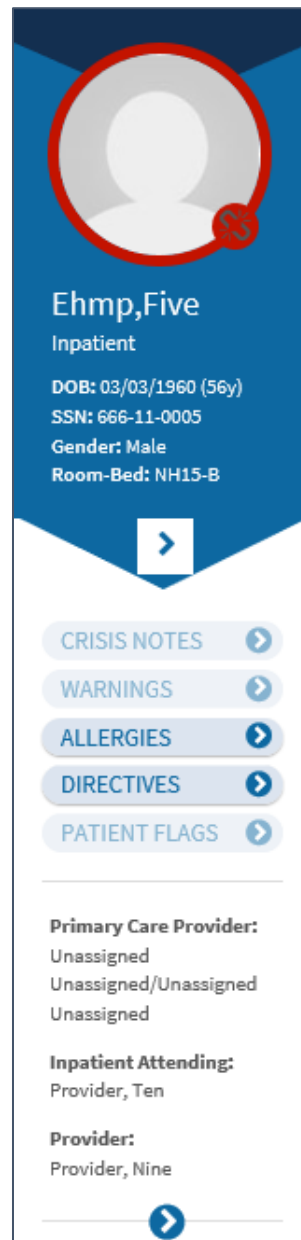 Ehmp,Five
Inpatient
DOB: 03/03/1960 (56y)
SSN: 666-11-0005
Gender: Male
Room-Bed: NH15-B
CRISIS NOTES
WARNINGS
ALLERGIES
DIRECTIVES
PATIENT FLAGS
Primary Care Provider:
Unassigned
Unassigned/Unassigned
Unassigned
Inpatient Attending:
Provider, Ten
Provider:
Provider, Nine